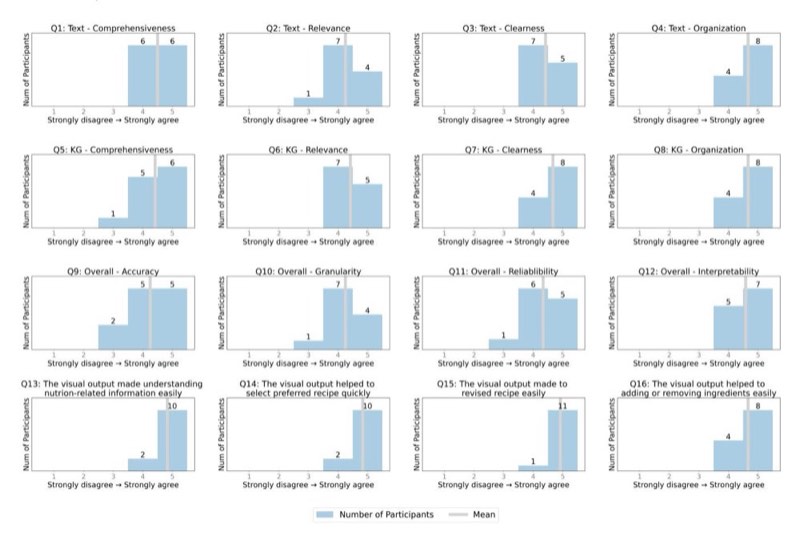 Q1: Text - Comprehensiveness
Num of Participants
6 6
1 2 3 4 5
Strongly disagree → Strongly agree
Q2: Text - Relevance
Num of Participants
1 7 4
1 2 3 4 5
Strongly disagree → Strongly agree
Q3: Text - Clearness
Num of Participants
7 5
1 2 3 4 5
Strongly disagree → Strongly agree
Q4: Text - Organization
Num of Participants
4 8
1 2 3 4 5
Strongly disagree → Strongly agree
Q5: KG - Comprehensiveness
Num of Participants
1 5 6
1 2 3 4 5
Strongly disagree → Strongly agree
Q6: KG - Relevance
Num of Participants
7 5
1 2 3 4 5
Strongly disagree → Strongly agree
Q7: KG - Clearness
Num of Participants
4 8
1 2 3 4 5
Strongly disagree → Strongly agree
Q8: KG - Organization
Num of Participants
4 8
1 2 3 4 5
Strongly disagree → Strongly agree
Q9: Overall - Accuracy
Num of Participants
2 5 5
1 2 3 4 5
Strongly disagree → Strongly agree
Q10: Overall - Granularity
Num of Participants
1 7 4
1 2 3 4 5
Strongly disagree → Strongly agree
Q11: Overall - Reliablibility
Num of Participants
1 6 5
1 2 3 4 5
Strongly disagree → Strongly agree
Q12: Overall - Interpretability
Num of Participants
5 7
1 2 3 4 5
Strongly disagree → Strongly agree
Q13: The visual output made understanding
nutrion-related information easily
Num of Participants
2 10
1 2 3 4 5
Strongly disagree → Strongly agree
Q14: The visual output helped to
select preferred recipe quickly
Num of Participants
2 10
1 2 3 4 5
Strongly disagree → Strongly agree
Q15: The visual output made to
revised recipe easily
Num of Participants
1 11
1 2 3 4 5
Strongly disagree → Strongly agree
Q16: The visual output helped to
adding or removing ingredients easily
Num of Participants
4 8
1 2 3 4 5
Strongly disagree → Strongly agree
Number of Participants
Mean